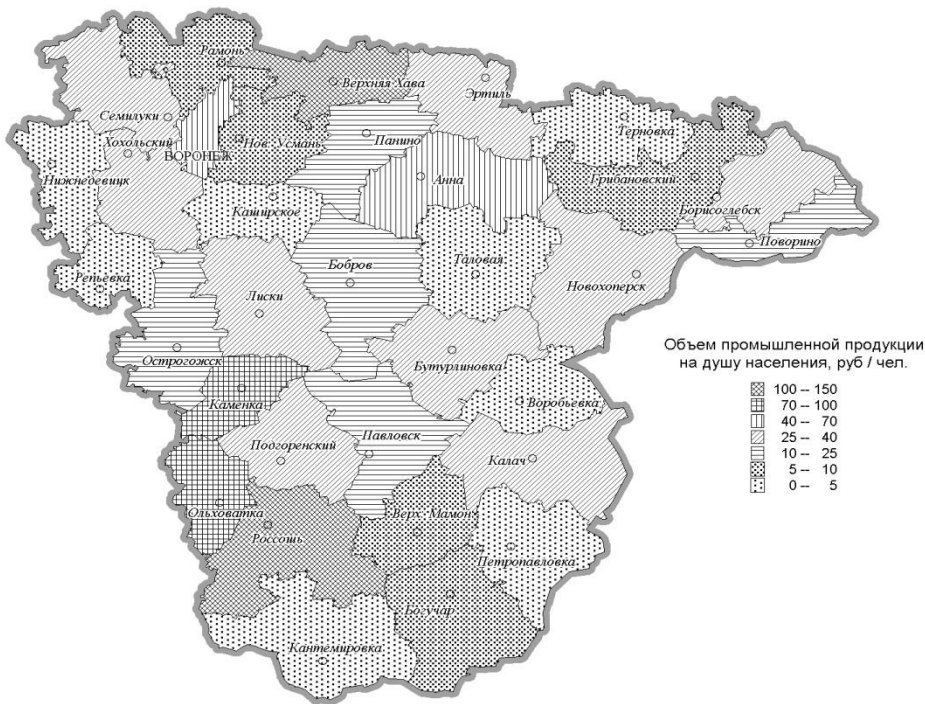 Рамонь
Верхняя Хава
Эртиль
Семилуки
Терновка
Хохольский
Нов. Усмань
Панино
ВОРОНЕЖ
Нижнедевицк
Анна
Грибановский
Каширское
Борисоглебск
Поворино
Репьевка
Бобров
Таловая
Новохоперск
Лиски
Острогожск
Бутурлиновка
Объем промышленной продукции
на душу населения, руб / чел.
100 -- 150
70 -- 100
40 -- 70
25 -- 40
10 -- 25
5 -- 10
0 -- 5
Каменка
Воробьевка
Подгоренский
Павловск
Калач
Ольховатка
Россошь
Верх. Мамон
Петропавловка
Богучар
Кантемировка